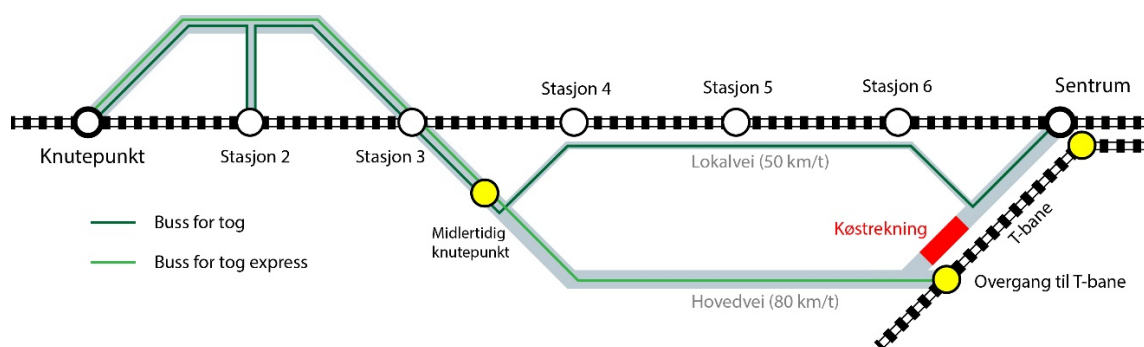 Stasjon 4
Stasjon 5
Stasjon 6
Sentrum
Knutepunkt
Stasjon 2
Stasjon 3
Lokalvei (50 km/t)
Buss for tog
Midlertidig
knutepunkt
Køstrekning
T-bane
Buss for tog express
Hovedvei (80 km/t)
Overgang til T-bane